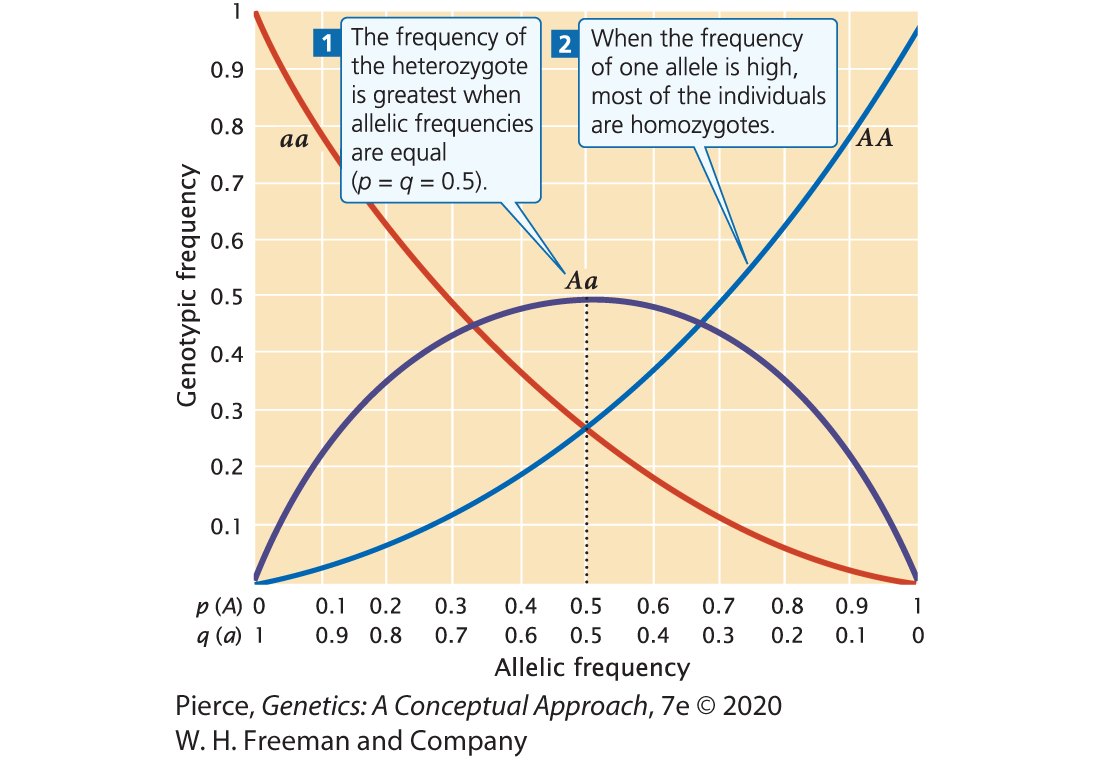 1
0.9
0.8
0.7
0.6
0.5
0.4
0.3
0.2
0.1
Genotypic frequency
1 The frequency of
the heterozygote
is greatest when
allelic frequencies
are equal
(p = q = 0.5).
2 When the frequency
of one allele is high,
most of the individuals
are homozygotes.
aa
AA
Aa
p (A) 0 0.1 0.2 0.3 0.4 0.5 0.6 0.7 0.8 0.9 1
q (a) 1 0.9 0.8 0.7 0.6 0.5 0.4 0.3 0.2 0.1 0
Allelic frequency
Pierce, Genetics: A Conceptual Approach, 7e © 2020
W. H. Freeman and Company